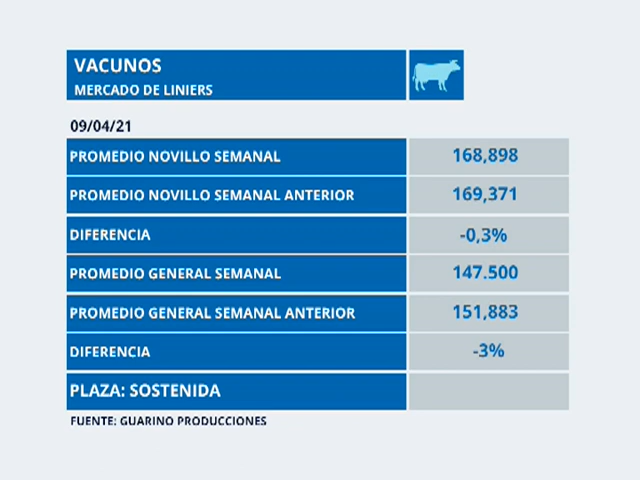 VACUNOS
MERCADO DE LINIERS
09/04/21
PROMEDIO NOVILLO SEMANAL 168,898
PROMEDIO NOVILLO SEMANAL ANTERIOR 169,371
DIFERENCIA -0,3%
PROMEDIO GENERAL SEMANAL 147.500
PROMEDIO GENERAL SEMANAL ANTERIOR 151,883
DIFERENCIA -3%
PLAZA: SOSTENIDA
FUENTE: GUARINO PRODUCCIONES